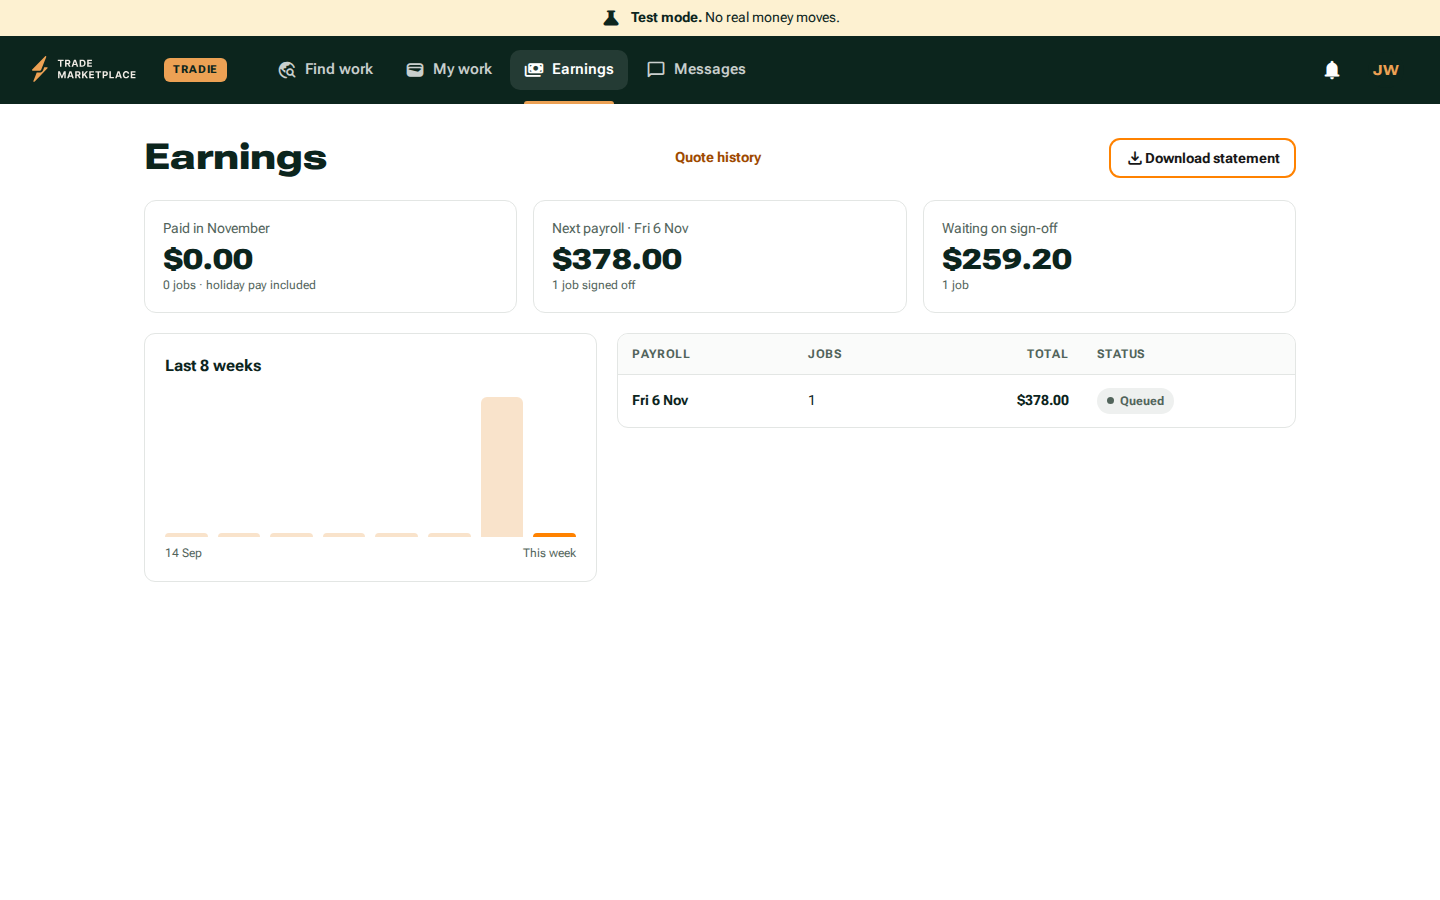 Test mode. No real money moves.
TRADE
MARKETPLACE
TRADIE
Find work
My work
Earnings
Messages
JW
Earnings
Quote history
Download statement
Paid in November
$0.00
0 jobs · holiday pay included
Next payroll · Fri 6 Nov
$378.00
1 job signed off
Waiting on sign-off
$259.20
1 job
Last 8 weeks
14 Sep
This week
PAYROLL JOBS TOTAL STATUS
Fri 6 Nov 1 $378.00 Queued